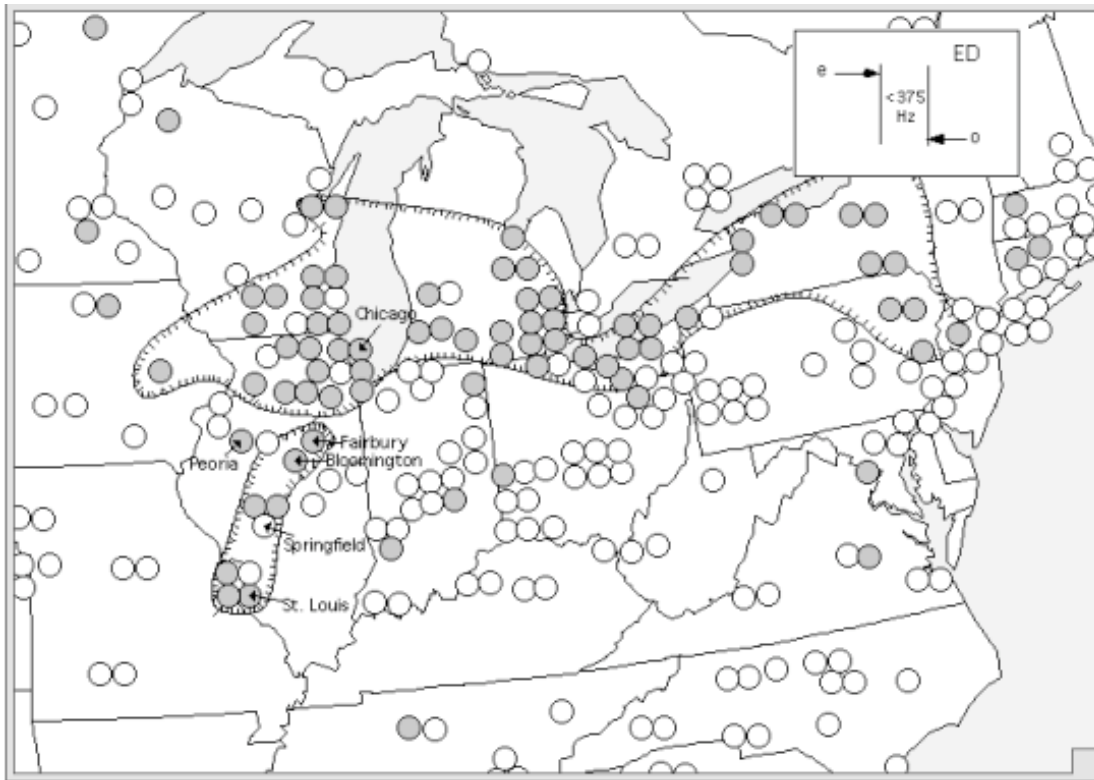 ED
e
<375
Hz
o
Chicago
Fairbury
Peoria
Bloomington
Springfield
St. Louis